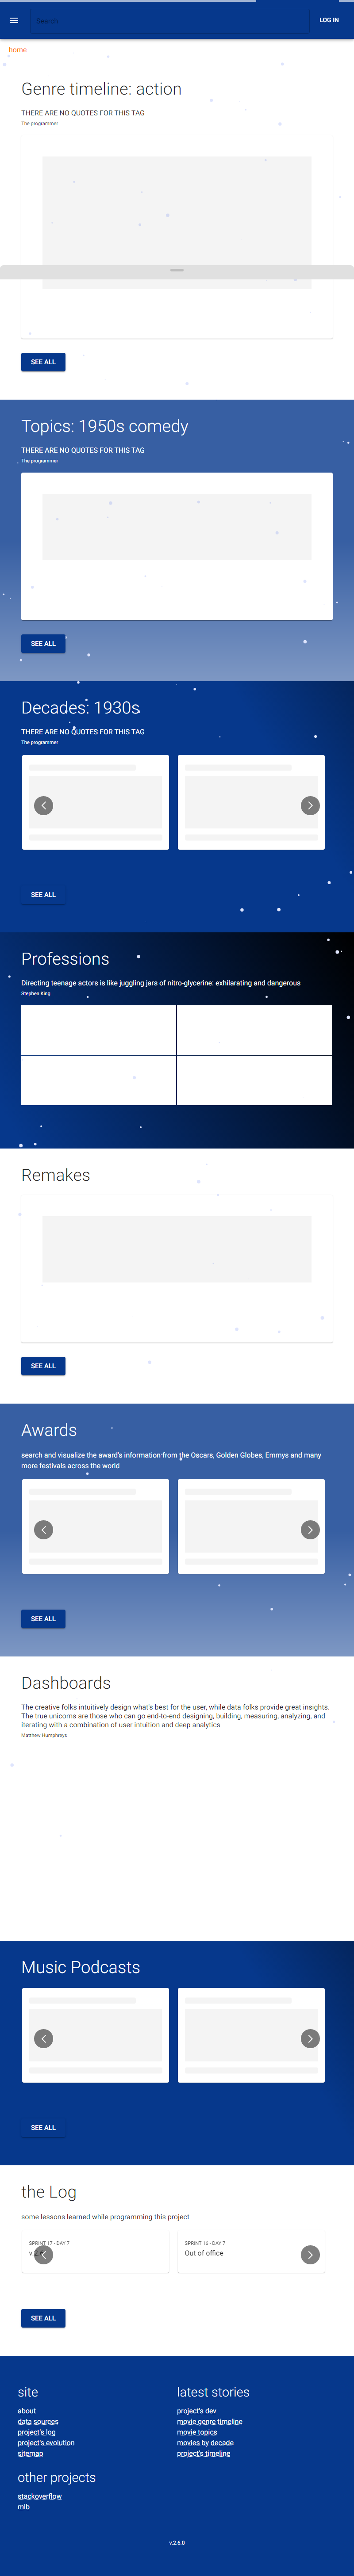 Search
LOG IN
home
Genre timeline: action
THERE ARE NO QUOTES FOR THIS TAG
The programmer
SEE ALL
Topics: 1950s comedy
THERE ARE NO QUOTES FOR THIS TAG
The programmer
SEE ALL
Decades: 1930s
THERE ARE NO QUOTES FOR THIS TAG
The programmer
SEE ALL
Professions
Directing teenage actors is like juggling jars of nitro-glycerine: exhilarating and dangerous
Stephen King
Remakes
SEE ALL
Awards
search and visualize the award's information from the Oscars, Golden Globes, Emmys and many
more festivals across the world
SEE ALL
Dashboards
The creative folks intuitively design what's best for the user, while data folks provide great insights.
The true unicorns are those who can go end-to-end designing, building, measuring, analyzing, and
iterating with a combination of user intuition and deep analytics
Matthew Humphreys
Music Podcasts
SEE ALL
the Log
some lessons learned while programming this project
SPRINT 17 - DAY 7
SPRINT 16 - DAY 7
Out of office
SEE ALL
site
about
data sources
project's log
project's evolution
sitemap
latest stories
project's dev
movie genre timeline
movie topics
movies by decade
project's timeline
other projects
stackoverflow
mlb
v.2.6.0